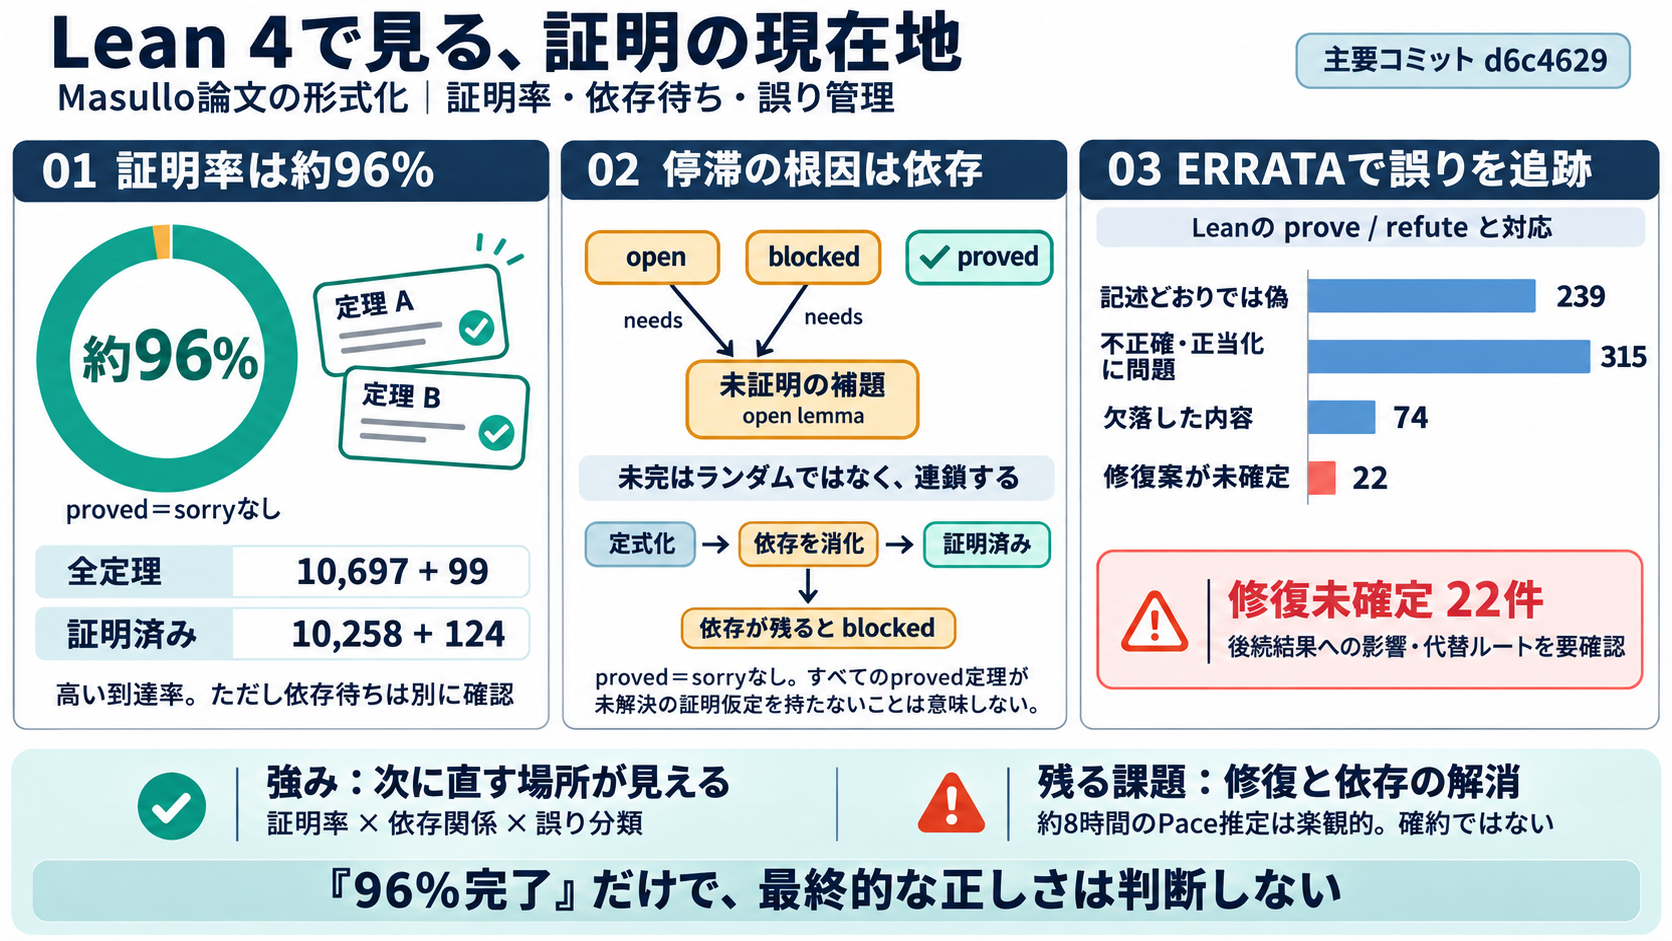 Lean 4で見る、証明の現在地
Masullo論文の形式化｜証明率・依存待ち・誤り管理
主要コミット d6c4629
01 証明率は約96%
約96%
定理 A
定理 B
proved＝sorryなし
全定理 10,697 + 99
証明済み 10,258 + 124
高い到達率。ただし依存待ちは別に確認
02 停滞の根因は依存
open
blocked
proved
needs
needs
未証明の補題
open lemma
未完はランダムではなく、連鎖する
定式化 → 依存を消化 → 証明済み
依存が残ると blocked
proved＝sorryなし。すべてのproved定理が
未解決の証明仮定を持たないことは意味しない。
03 ERRATAで誤りを追跡
Leanの prove / refute と対応
記述どおりでは偽 239
不正確・正当化
に問題 315
欠落した内容 74
修復案が未確定 22
修復未確定 22件
後続結果への影響・代替ルートを要確認
強み：次に直す場所が見える
証明率 × 依存関係 × 誤り分類
残る課題：修復と依存の解消
約8時間のPace推定は楽観的。確約ではない
『96%完了』だけで、最終的な正しさは判断しない